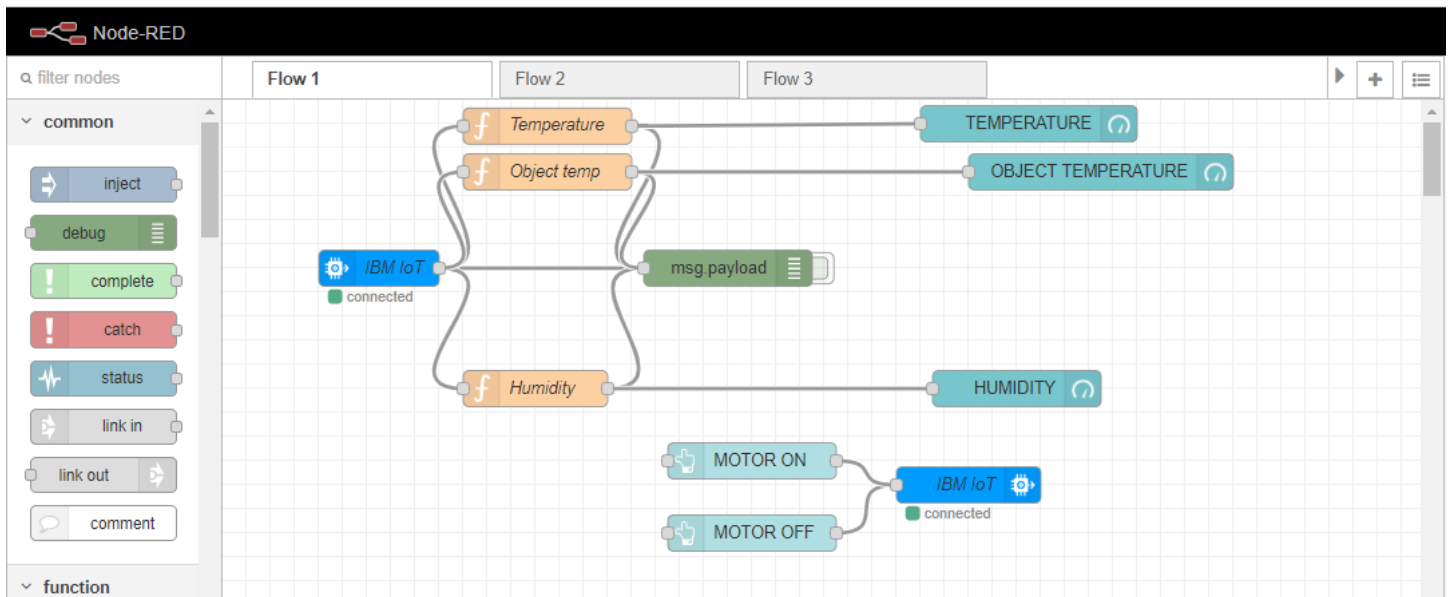 Node-RED
filter nodes
Flow 1
Flow 2
Flow 3
common
inject
debug
complete
catch
status
link in
link out
comment
function
Temperature
TEMPERATURE
Object temp
OBJECT TEMPERATURE
IBM IoT
connected
msg.payload
Humidity
HUMIDITY
MOTOR ON
IBM IoT
connected
MOTOR OFF